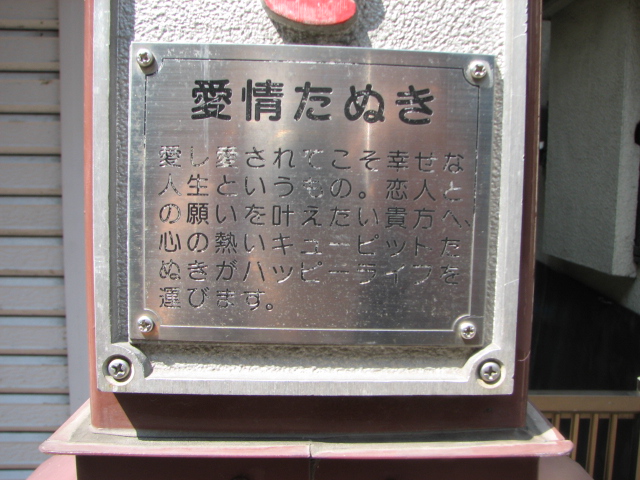 愛情たぬき
愛し愛されてこそ幸せな
人生というもの。恋人と
の願いを叶えたい貴方へ、
心の熱いキューピットた
ぬきがハッピーライフを
運びます。